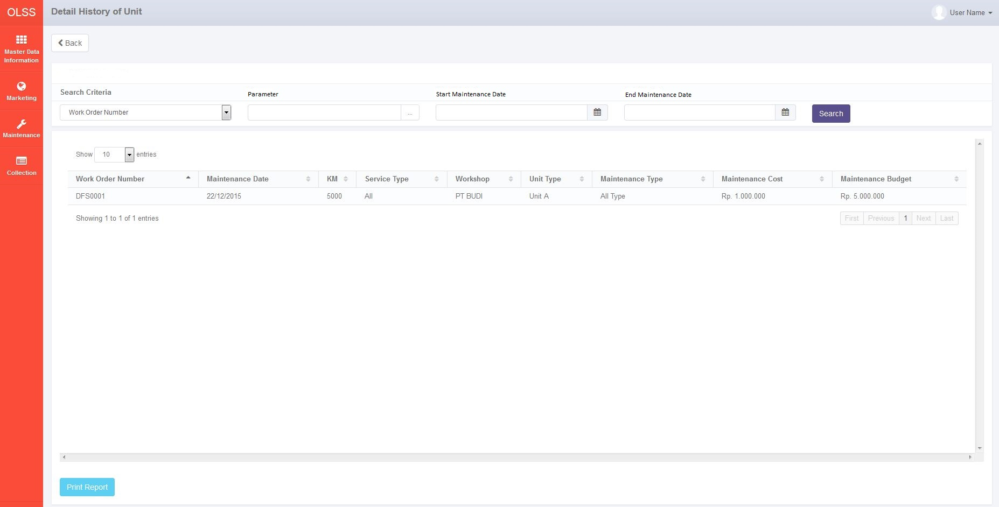 OLSS
Detail History of Unit
User Name
Master Data
Information
Marketing
Maintenance
Collection
Back
Search Criteria
Parameter
Start Maintenance Date
End Maintenance Date
Work Order Number
...
Search
Show 10 entries
Work Order Number Maintenance Date KM Service Type Workshop Unit Type Maintenance Type Maintenance Cost Maintenance Budget
DFS0001 22/12/2015 5000 All PT BUDI Unit A All Type Rp. 1.000.000 Rp. 5.000.000
Showing 1 to 1 of 1 entries
First Previous 1 Next Last
Print Report